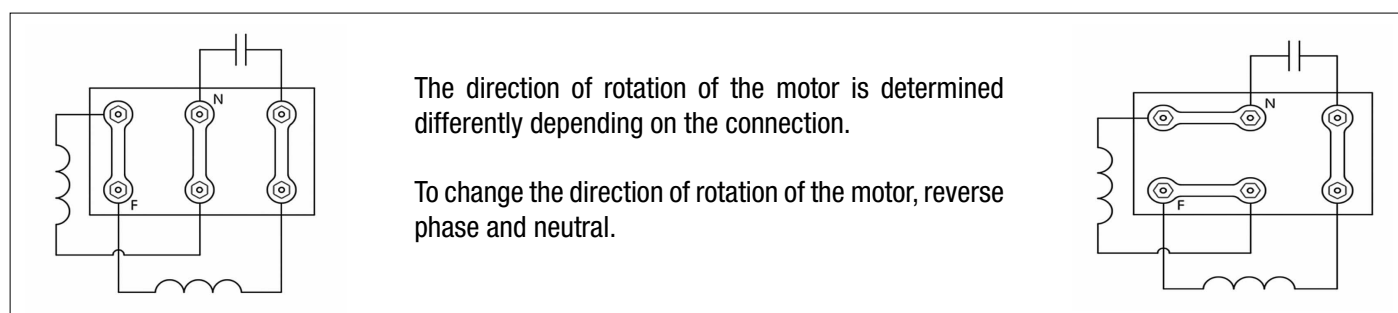 N
F
The direction of rotation of the motor is determined
differently depending on the connection.
To change the direction of rotation of the motor, reverse
phase and neutral.
N
F